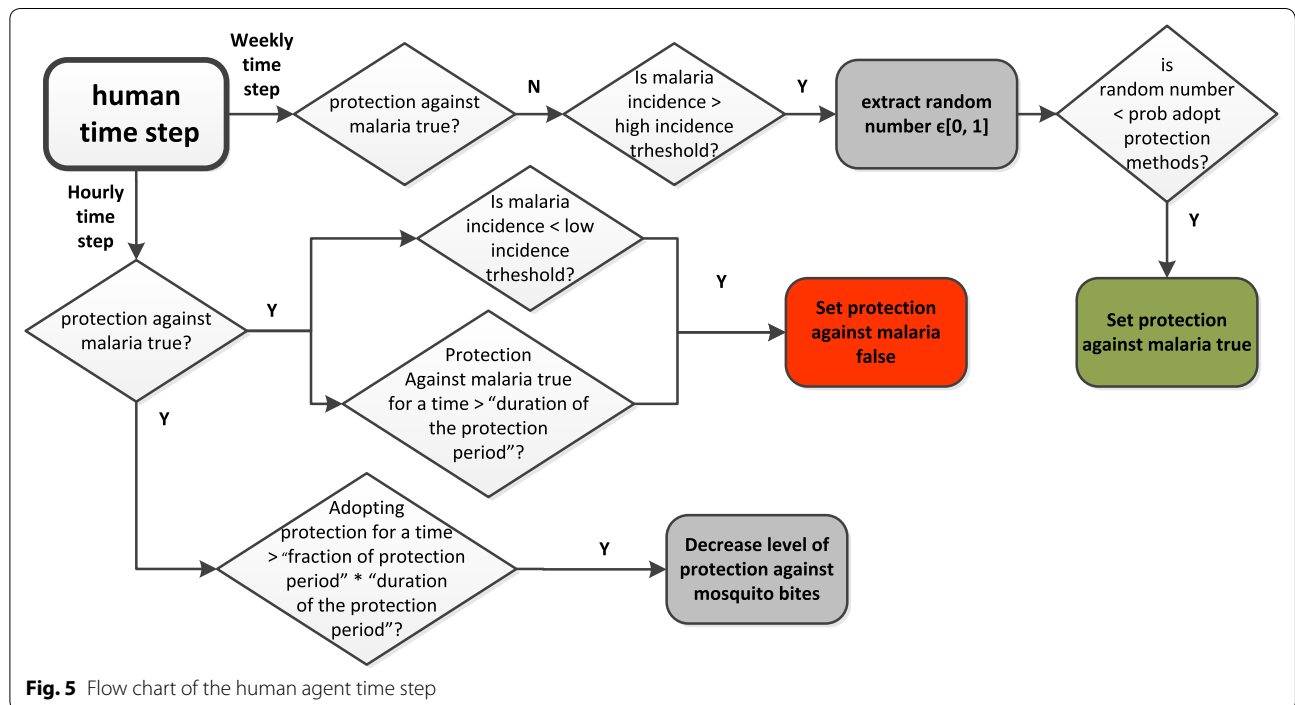 human
time step
Weekly
time
step
protection against
malaria true?
N
Is malaria
incidence >
high incidence
trheshold?
Y
extract random
number ϵ[0, 1]
is
random number
< prob adopt
protection
methods?
Y
Set protection
against malaria true
Hourly
time
step
protection against
malaria true?
Y
Is malaria
incidence < low
incidence
trheshold?
Protection
Against malaria true
for a time > “duration of
the protection
period”?
Y
Set protection
against malaria
false
Y
Adopting
protection for a time
> “fraction of protection
period” * “duration
of the protection
period”?
Y
Decrease level of
protection against
mosquito bites
Fig. 5 Flow chart of the human agent time step